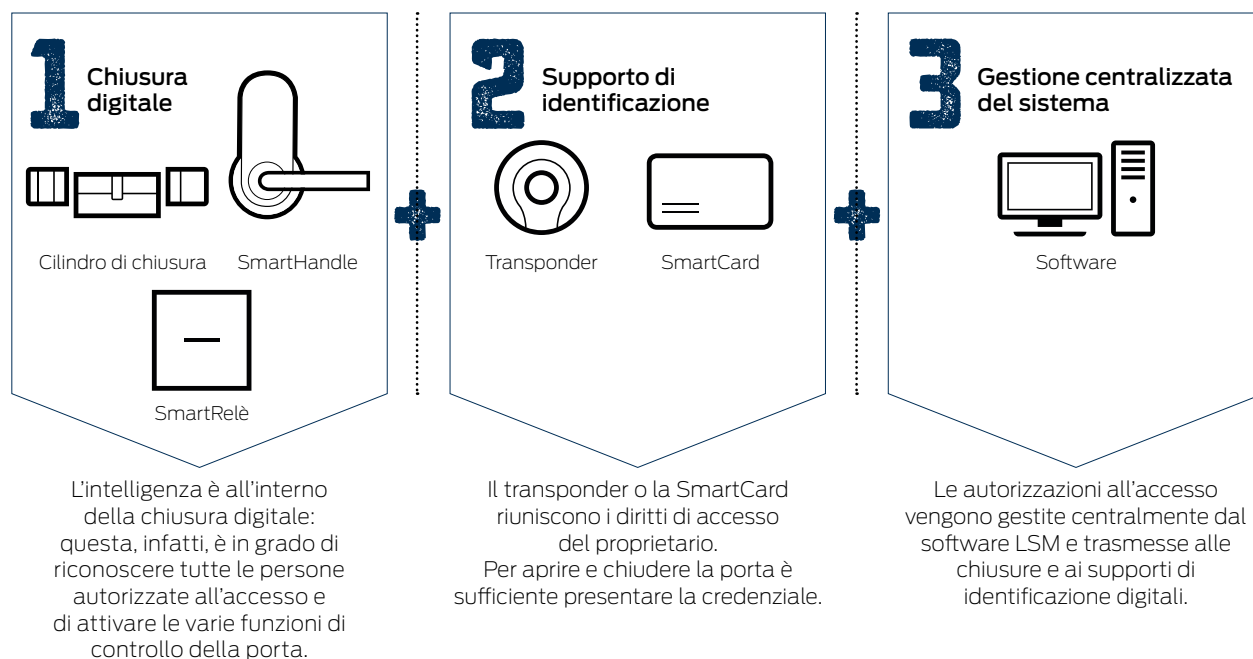 1 Chiusura
digitale
Cilindro di chiusura SmartHandle
SmartRelè
L'intelligenza è all'interno
della chiusura digitale:
questa, infatti, è in grado di
riconoscere tutte le persone
autorizzate all'accesso e
di attivare le varie funzioni di
controllo della porta.
+
2 Supporto di
identificazione
Transponder SmartCard
Il transponder o la SmartCard
riuniscono i diritti di accesso
del proprietario.
Per aprire e chiudere la porta è
sufficiente presentare la credenziale.
+
3 Gestione centralizzata
del sistema
Software
Le autorizzazioni all'accesso
vengono gestite centralmente dal
software LSM e trasmesse alle
chiusure e ai supporti di
identificazione digitali.